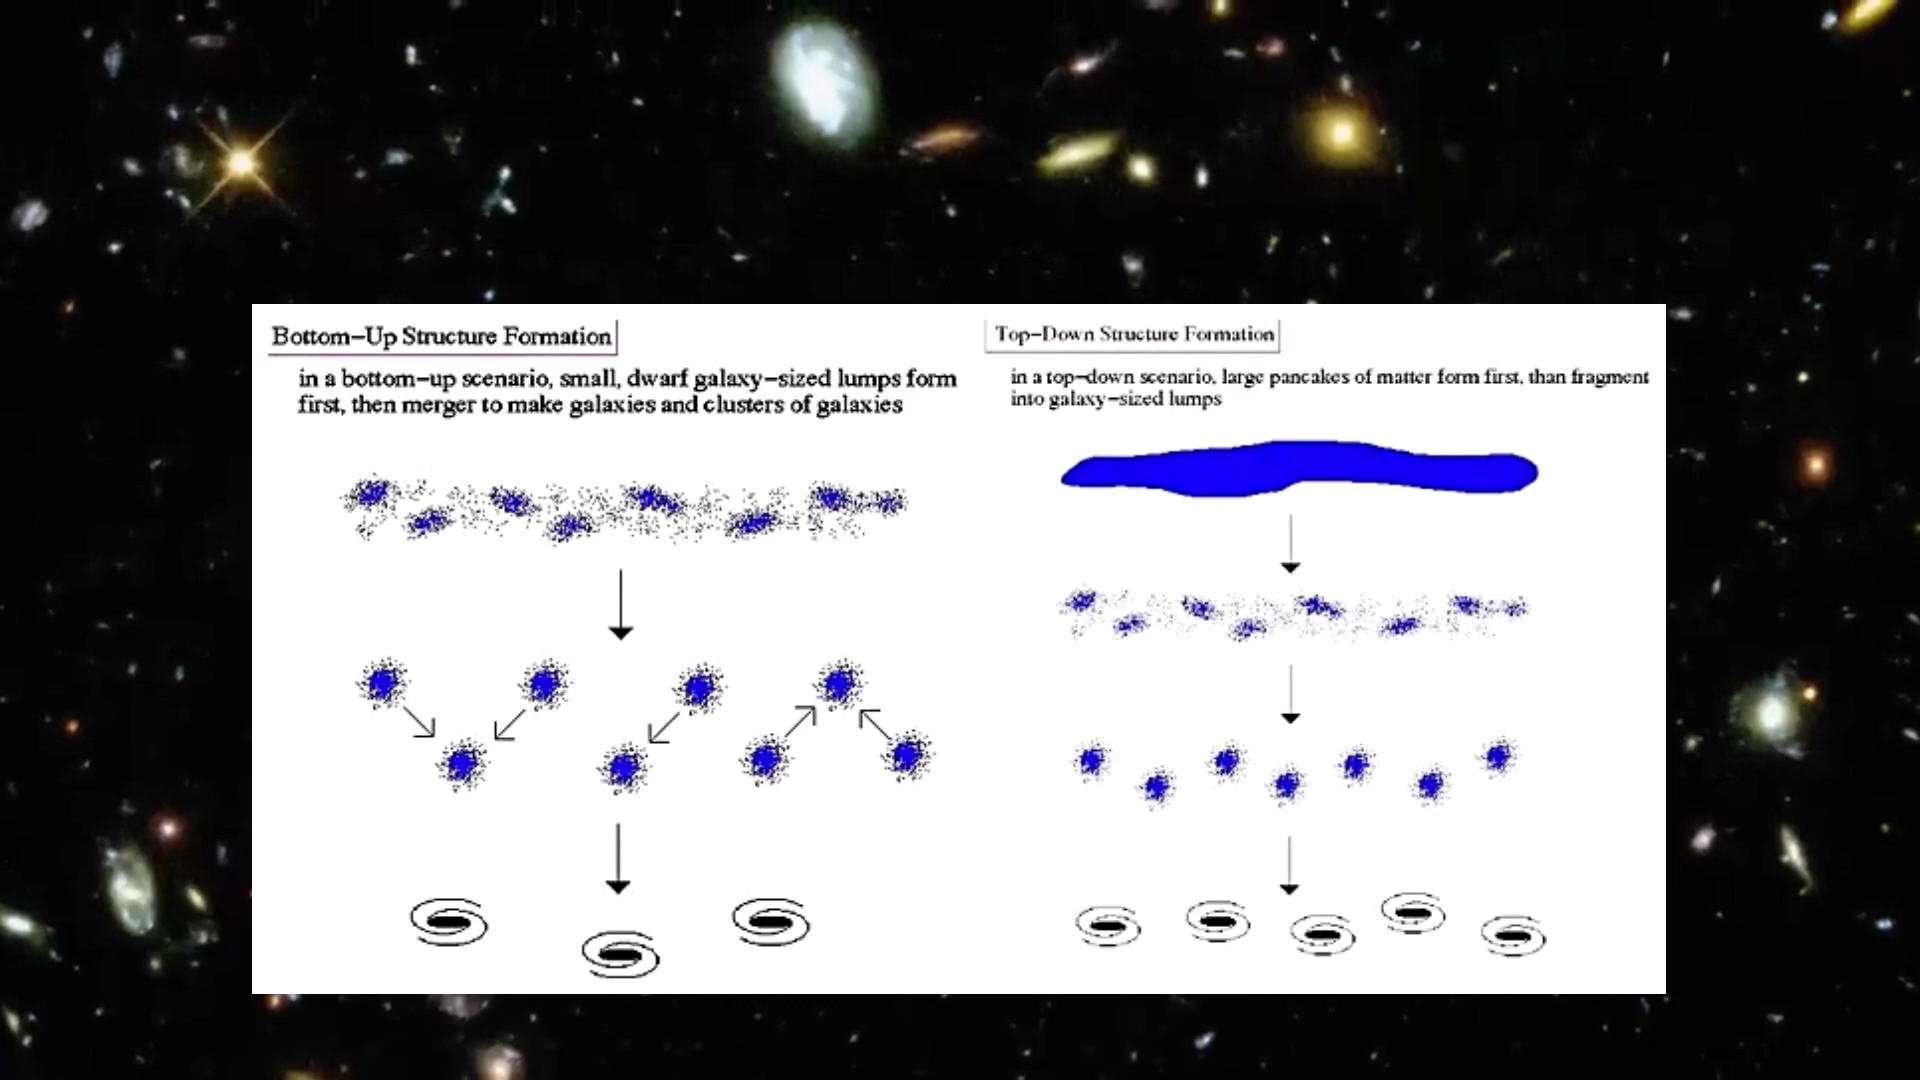 Bottom-Up Structure Formation
in a bottom-up scenario, small, dwarf galaxy-sized lumps form
first, then merger to make galaxies and clusters of galaxies
Top-Down Structure Formation
in a top-down scenario, large pancakes of matter form first, than fragment
into galaxy-sized lumps